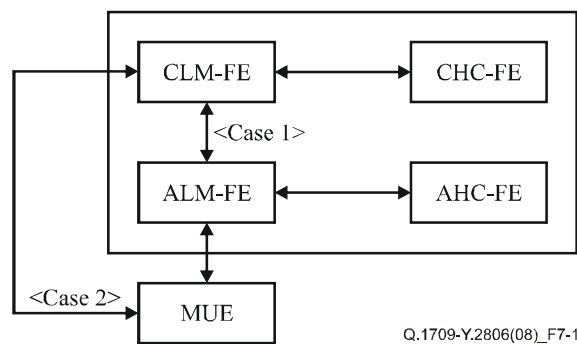 CLM-FE
CHC-FE
<Case 1>
ALM-FE
AHC-FE
<Case 2>
MUE
Q.1709-Y.2806(08)_F7-1